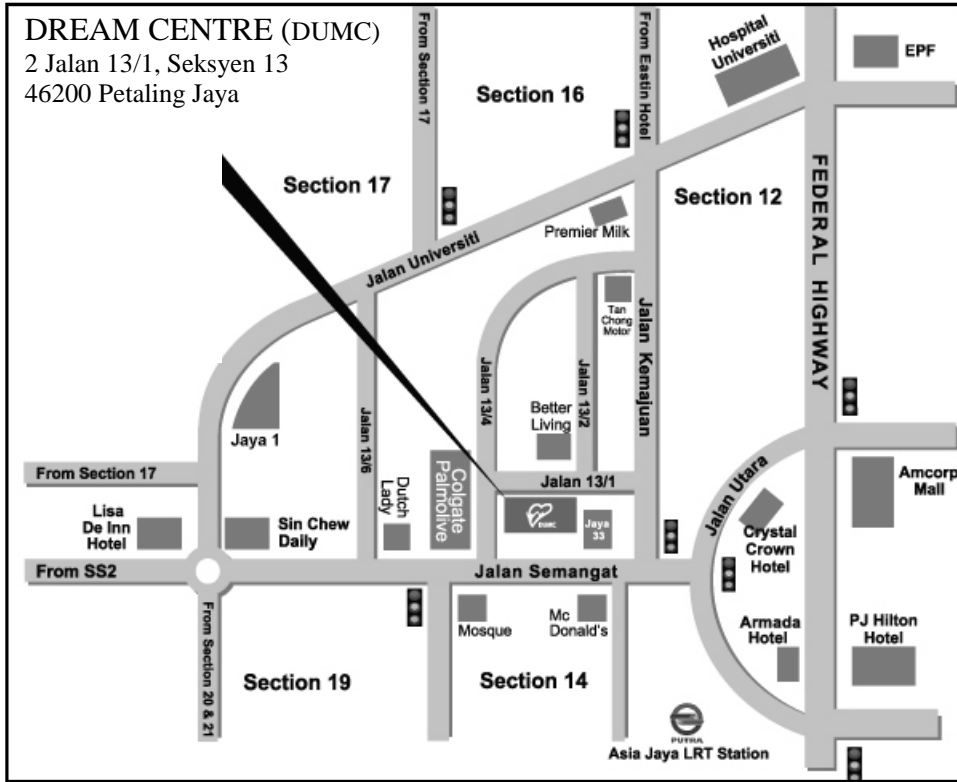 DREAM CENTRE (DUMC)
2 Jalan 13/1, Seksyen 13
46200 Petaling Jaya
From Section 17
From Eastin Hotel
Hospital
Universiti
EPF
Section 16
Section 17
Section 12
FEDERAL HIGHWAY
Premier Milk
Jalan Universiti
Tan
Chong
Motor
Jalan Kemajuan
Jalan 13/4
Jalan 13/2
Jalan 13/6
Better
Living
Jaya 1
From Section 17
Colgate
Palmolive
Dutch
Lady
Jalan 13/1
Jalan Utara
Amcorp
Mall
Lisa
De Inn
Hotel
Sin Chew
Daily
DUMC
Jaya
33
Crystal
Crown
Hotel
From SS2
Jalan Semangat
From Section 20 & 21
Mosque
Mc
Donald's
Armada
Hotel
PJ Hilton
Hotel
Section 19
Section 14
PUTRA
Asia Jaya LRT Station